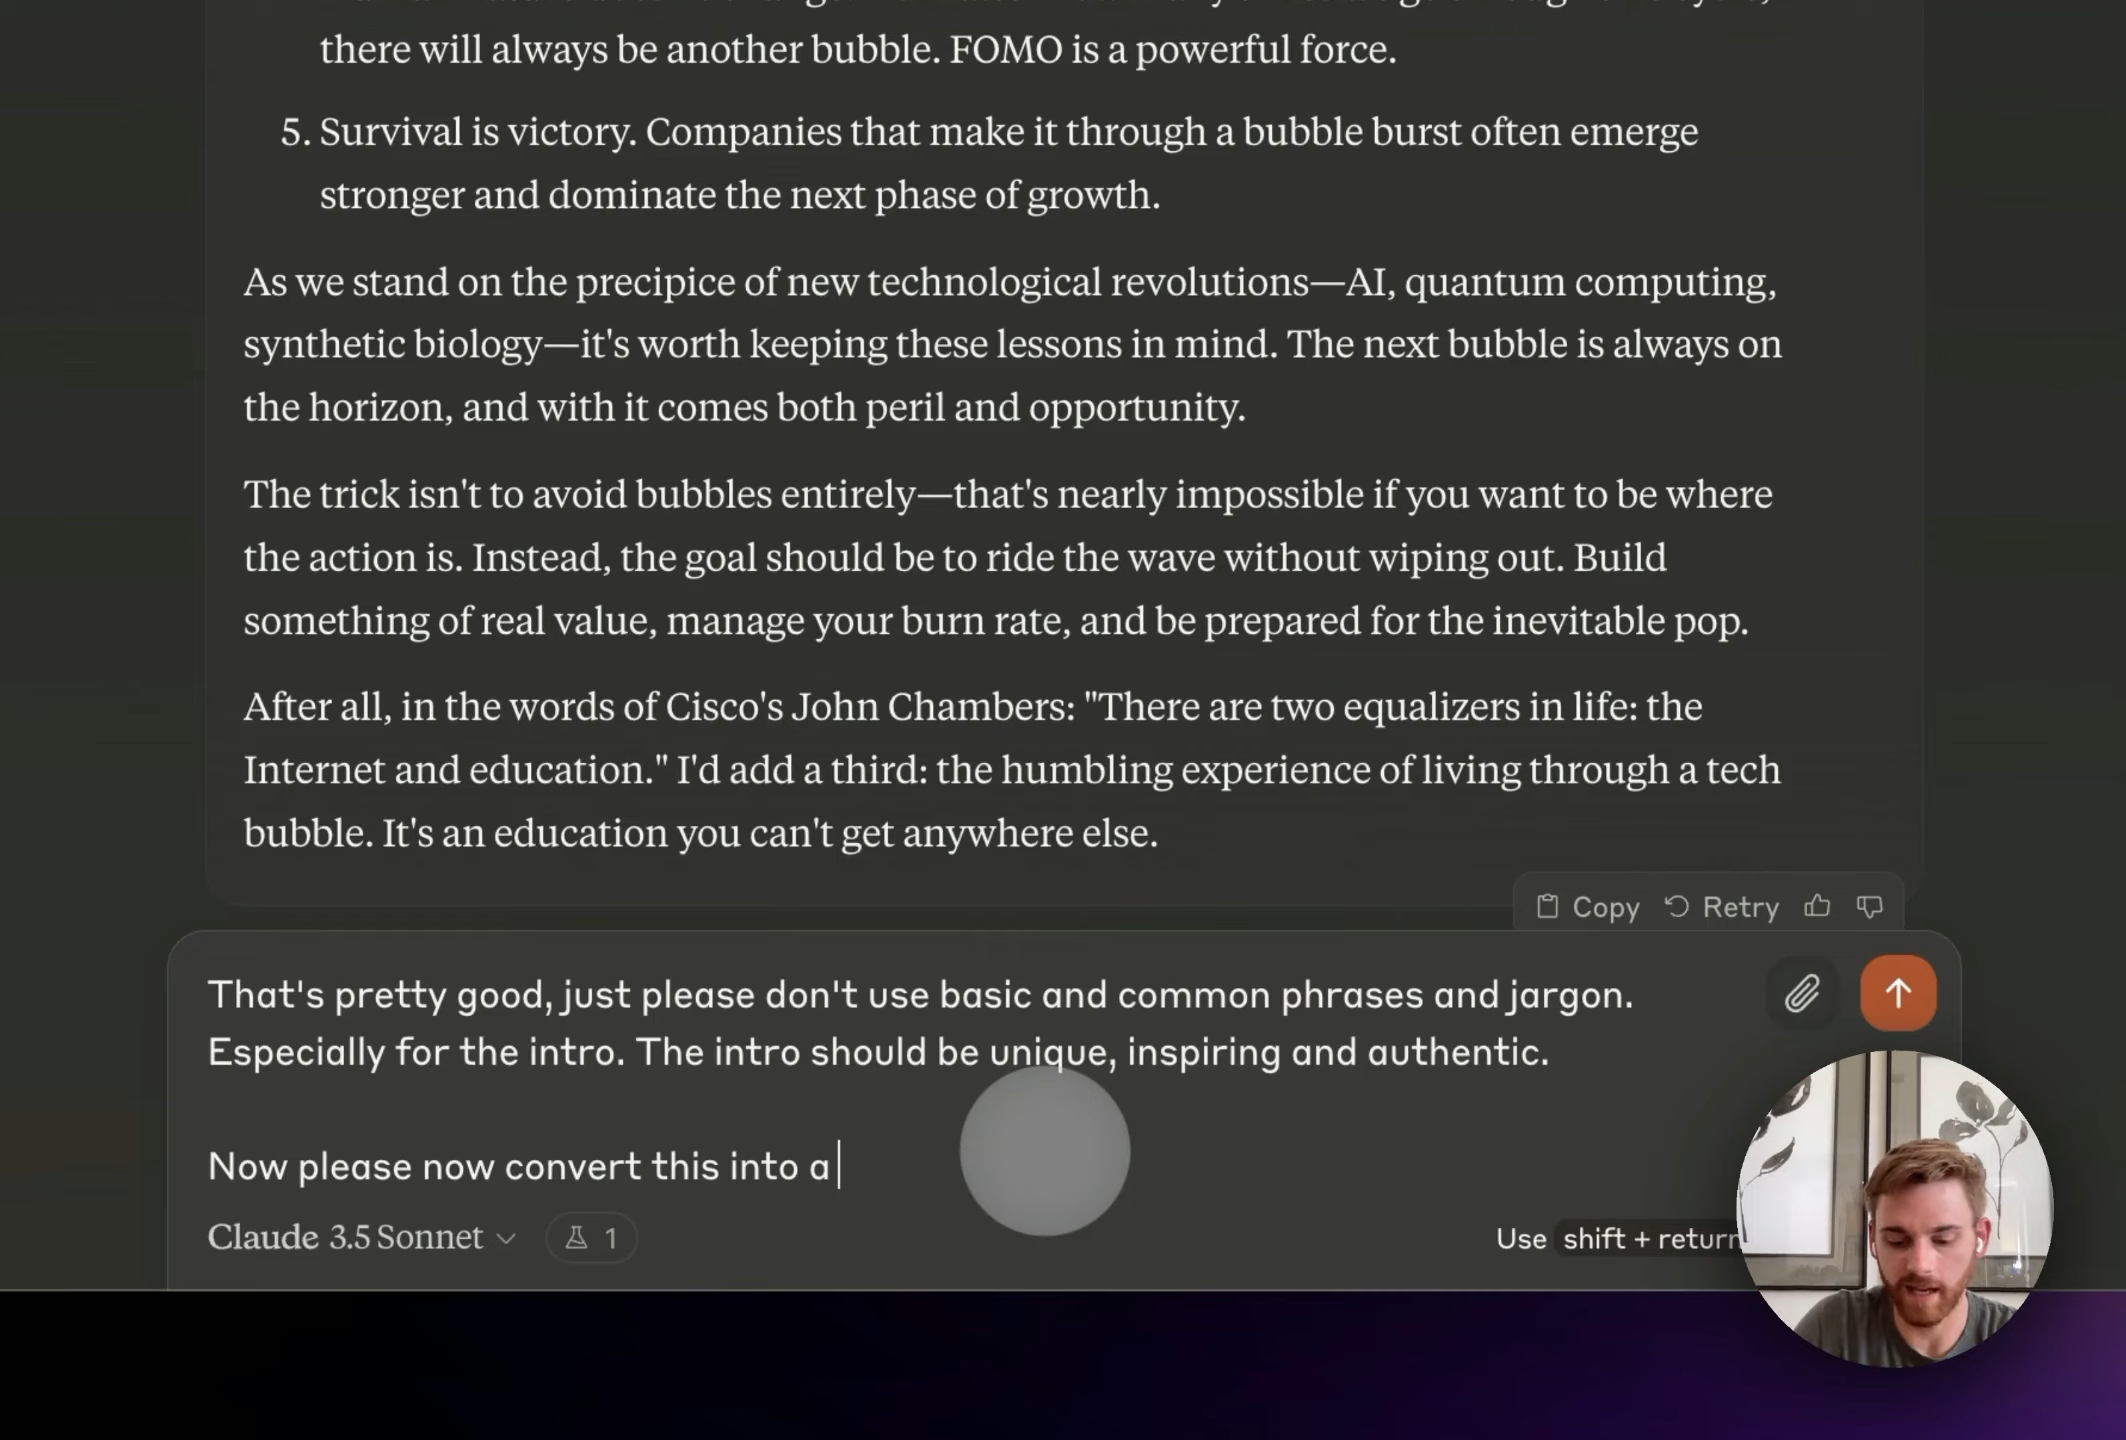 there will always be another bubble. FOMO is a powerful force.
5. Survival is victory. Companies that make it through a bubble burst often emerge
stronger and dominate the next phase of growth.
As we stand on the precipice of new technological revolutions—AI, quantum computing,
synthetic biology—it's worth keeping these lessons in mind. The next bubble is always on
the horizon, and with it comes both peril and opportunity.
The trick isn't to avoid bubbles entirely—that's nearly impossible if you want to be where
the action is. Instead, the goal should be to ride the wave without wiping out. Build
something of real value, manage your burn rate, and be prepared for the inevitable pop.
After all, in the words of Cisco's John Chambers: "There are two equalizers in life: the
Internet and education." I'd add a third: the humbling experience of living through a tech
bubble. It's an education you can't get anywhere else.
Copy Retry
That's pretty good, just please don't use basic and common phrases and jargon.
Especially for the intro. The intro should be unique, inspiring and authentic.
Now please now convert this into a
Claude 3.5 Sonnet 1
Use shift + return